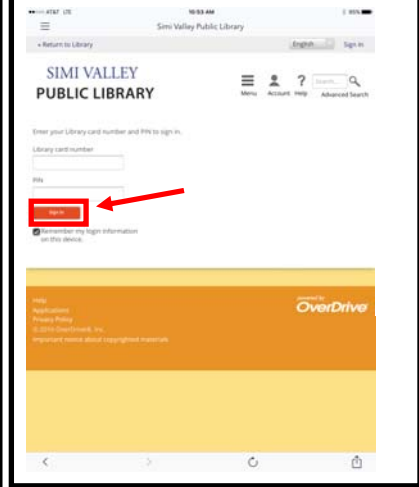 AT&T LTE 10:53 AM 89%
Simi Valley Public Library
« Return to Library English Sign in
SIMI VALLEY
PUBLIC LIBRARY
Menu Account Help Search... Advanced Search
?
Enter your Library card number and PIN to sign in.
Library card number
PIN
Sign In
Remember my login information
on this device.
Help
Applications
Privacy Policy
Important notice about copyrighted materials
powered by
OverDrive